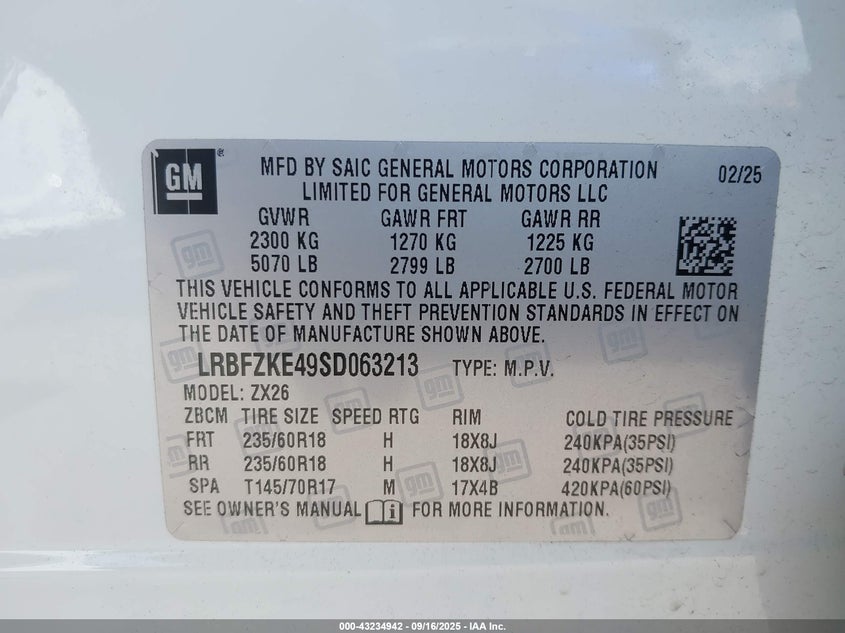 GM
MFD BY SAIC GENERAL MOTORS CORPORATION 02/25
LIMITED FOR GENERAL MOTORS LLC
GVWR GAWR FRT GAWR RR
2300 KG 1270 KG 1225 KG
5070 LB 2799 LB 2700 LB
THIS VEHICLE CONFORMS TO ALL APPLICABLE U.S. FEDERAL MOTOR
VEHICLE SAFETY AND THEFT PREVENTION STANDARDS IN EFFECT ON
THE DATE OF MANUFACTURE SHOWN ABOVE.
LRBFZKE49SD063213 TYPE: M.P.V.
MODEL: ZX26
ZBCM TIRE SIZE SPEED RTG RIM COLD TIRE PRESSURE
FRT 235/60R18 H 18X8J 240KPA(35PSI)
RR 235/60R18 H 18X8J 240KPA(35PSI)
SPA T145/70R17 M 17X4B 420KPA(60PSI)
SEE OWNER'S MANUAL i FOR MORE INFORMATION.
000-43234942 - 09/16/2025 - IAA Inc.